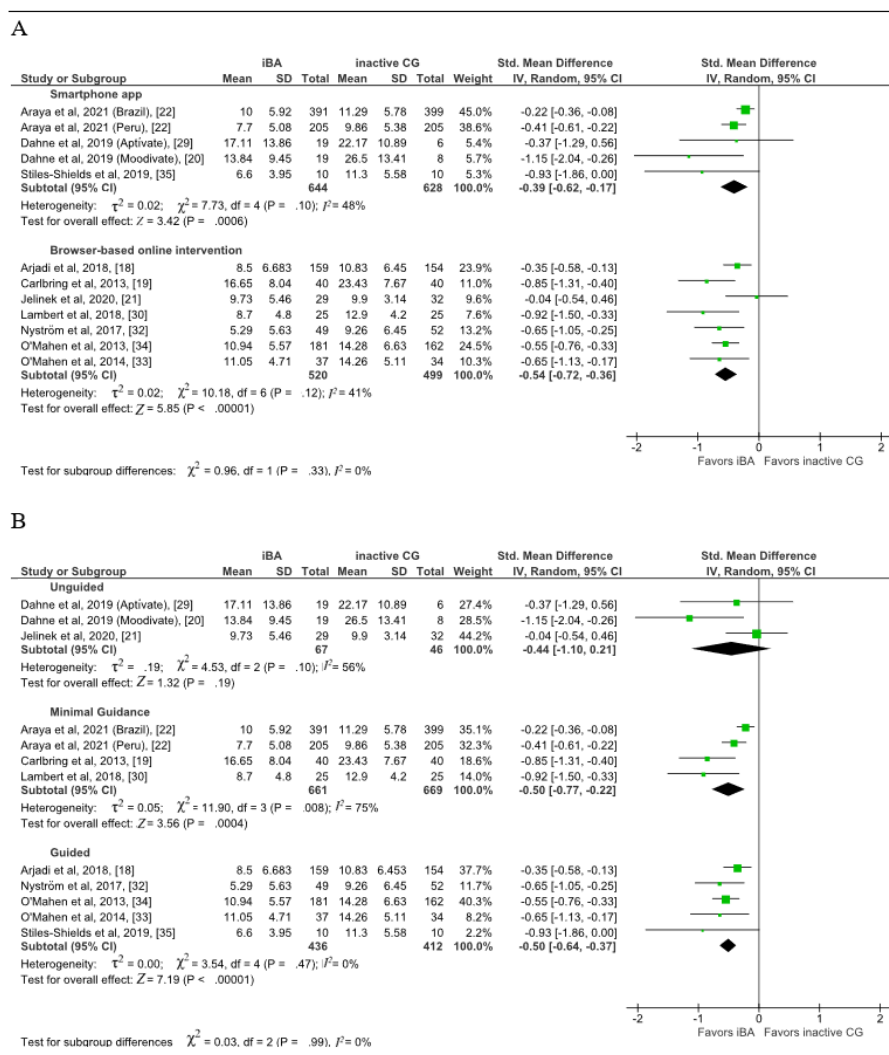 A
iBA inactive CG Std. Mean Difference Std. Mean Difference
Study or Subgroup Mean SD Total Mean SD Total Weight IV, Random, 95% CI IV, Random, 95% CI
Smartphone app
Araya et al, 2021 (Brazil), [22] 10 5.92 391 11.29 5.78 399 45.0% -0.22 [-0.36, -0.08]
Araya et al, 2021 (Peru), [22] 7.7 5.08 205 9.86 5.38 205 38.6% -0.41 [-0.61, -0.22]
Dahne et al, 2019 (Aptívate) [29] 17.11 13.86 19 22.17 10.89 6 5.4% -0.37 [-1.29, 0.56]
Dahne et al, 2019 (Moodivate) [20] 13.84 9.45 19 26.5 13.41 8 5.7% -1.15 [-2.04, -0.26]
Stiles-Shields et al, 2019, [35] 6.6 3.95 10 11.3 5.58 10 5.3% -0.93 [-1.86, 0.00]
Subtotal (95% CI) 644 628 100.0% -0.39 [-0.62, -0.17]
Heterogeneity: τ² = 0.02; χ² = 7.73, df = 4 (P = .10); I² = 48%
Test for overall effect: Z = 3.42 (P = .0006)
Browser-based online intervention
Arjadi et al, 2018, [18] 8.5 6.683 159 10.83 6.45 154 23.9% -0.35 [-0.58, -0.13]
Carlbring et al, 2013, [19] 16.65 8.04 40 23.43 7.67 40 11.0% -0.85 [-1.31, -0.40]
Jelinek et al, 2020, [21] 9.73 5.46 29 9.9 3.14 32 9.6% -0.04 [-0.54, 0.46]
Lambert et al, 2018, [30] 8.7 4.8 25 12.9 4.2 25 7.6% -0.92 [-1.50, -0.33]
Nyström et al, 2017, [32] 5.29 5.63 49 9.26 6.45 52 13.2% -0.65 [-1.05, -0.25]
O'Mahen et al, 2013, [34] 10.94 5.57 181 14.28 6.63 162 24.5% -0.55 [-0.76, -0.33]
O'Mahen et al, 2014, [33] 11.05 4.71 37 14.26 5.11 34 10.3% -0.65 [-1.13, -0.17]
Subtotal (95% CI) 520 499 100.0% -0.54 [-0.72, -0.36]
Heterogeneity: τ² = 0.02; χ² = 10.18, df = 6 (P = .12); I² = 41%
Test for overall effect: Z = 5.85 (P < .00001)
-2 -1 0 1 2
Favors iBA Favors inactive CG
Test for subgroup differences: χ² = 0.96, df = 1 (P = .33), I² = 0%
B
iBA inactive CG Std. Mean Difference Std. Mean Difference
Study or Subgroup Mean SD Total Mean SD Total Weight IV, Random, 95% CI IV, Random, 95% CI
Unguided
Dahne et al, 2019 (Aptívate), [29] 17.11 13.86 19 22.17 10.89 6 27.4% -0.37 [-1.29, 0.56]
Dahne et al, 2019 (Moodivate), [20] 13.84 9.45 19 26.5 13.41 8 28.5% -1.15 [-2.04, -0.26]
Jelinek et al, 2020, [21] 9.73 5.46 29 9.9 3.14 32 44.2% -0.04 [-0.54, 0.46]
Subtotal (95% CI) 67 46 100.0% -0.44 [-1.10, 0.21]
Heterogeneity: τ² = .19; χ² = 4.53, df = 2 (P = .10); I² = 56%
Test for overall effect: Z = 1.32 (P = .19)
Minimal Guidance
Araya et al, 2021 (Brazil), [22] 10 5.92 391 11.29 5.78 399 35.1% -0.22 [-0.36, -0.08]
Araya et al, 2021 (Peru), [22] 7.7 5.08 205 9.86 5.38 205 32.3% -0.41 [-0.61, -0.22]
Carlbring et al, 2013, [19] 16.65 8.04 40 23.43 7.67 40 18.6% -0.85 [-1.31, -0.40]
Lambert et al, 2018, [30] 8.7 4.8 25 12.9 4.2 25 14.0% -0.92 [-1.50, -0.33]
Subtotal (95% CI) 661 669 100.0% -0.50 [-0.77, -0.22]
Heterogeneity: τ² = 0.05; χ² = 11.90, df = 3 (P = .008); I² = 75%
Test for overall effect: Z = 3.56 (P = .0004)
Guided
Arjadi et al, 2018, [18] 8.5 6.683 159 10.83 6.453 154 37.7% -0.35 [-0.58, -0.13]
Nyström et al, 2017, [32] 5.29 5.63 49 9.26 6.45 52 11.7% -0.65 [-1.05, -0.25]
O'Mahen et al, 2013, [34] 10.94 5.57 181 14.28 6.63 162 40.3% -0.55 [-0.76, -0.33]
O'Mahen et al, 2014, [33] 11.05 4.71 37 14.26 5.11 34 8.2% -0.65 [-1.13, -0.17]
Stiles-Shields et al, 2019, [35] 6.6 3.95 10 11.3 5.58 10 2.2% -0.93 [-1.86, 0.00]
Subtotal (95% CI) 436 412 100.0% -0.50 [-0.64, -0.37]
Heterogeneity: τ² = 0.00; χ² = 3.54, df = 4 (P = .47); I² = 0%
Test for overall effect: Z = 7.19 (P < .00001)
-2 -1 0 1 2
Favors iBA Favors inactive CG
Test for subgroup differences χ² = 0.03, df = 2 (P = .99), I² = 0%